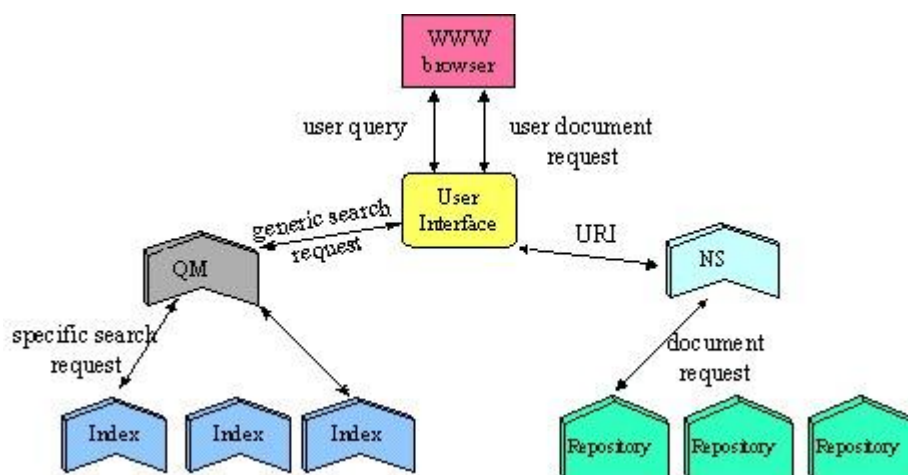 WWW
browser
user query
user document
request
User
Interface
generic search
request
URI
QM
NS
specific search
request
document
request
Index
Index
Index
Repository
Repository
Repository